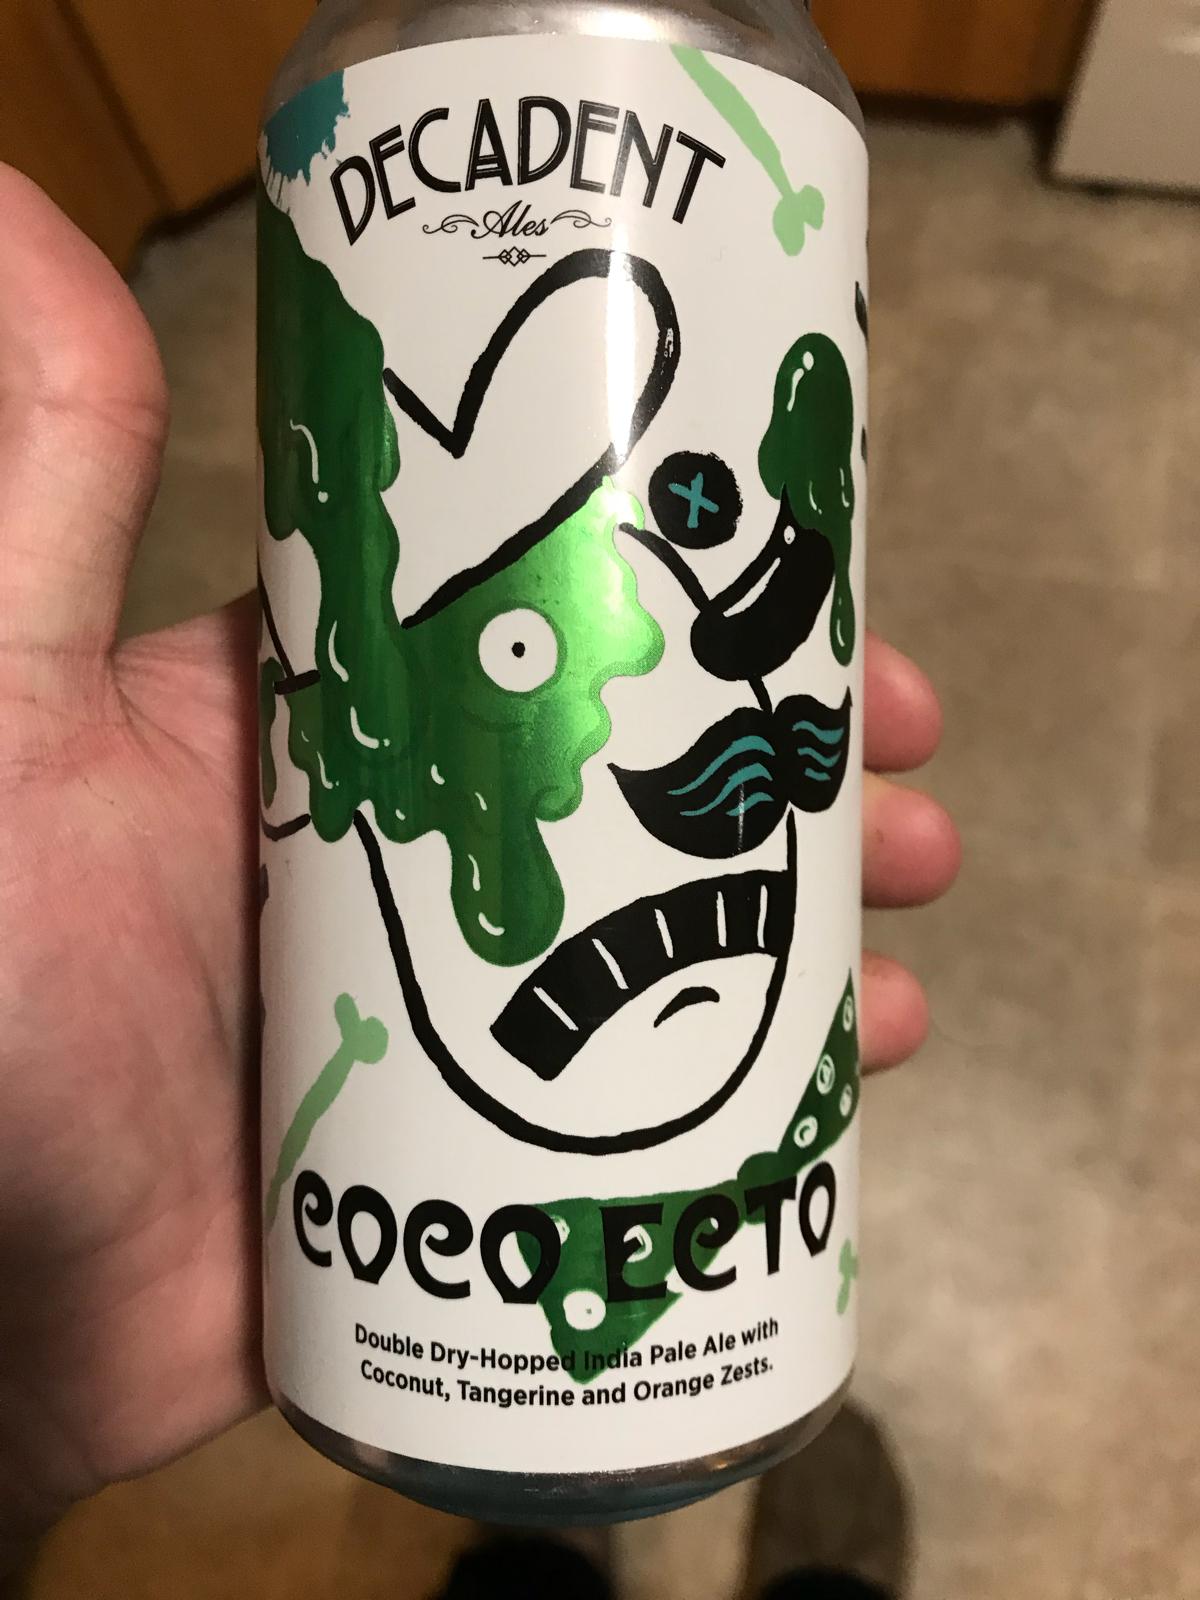 DECADENT
Ales
COCO ECTO
Double Dry-Hopped India Pale Ale with
Coconut, Tangerine and Orange Zests.